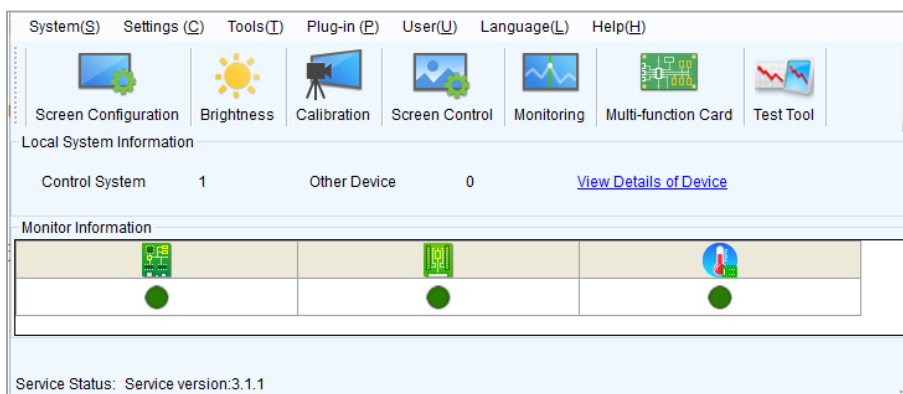 System(S) Settings (C) Tools(T) Plug-in (P) User(U) Language(L) Help(H)
Screen Configuration Brightness Calibration Screen Control Monitoring Multi-function Card Test Tool
Local System Information
Control System 1 Other Device 0 View Details of Device
Monitor Information
Service Status: Service version:3.1.1